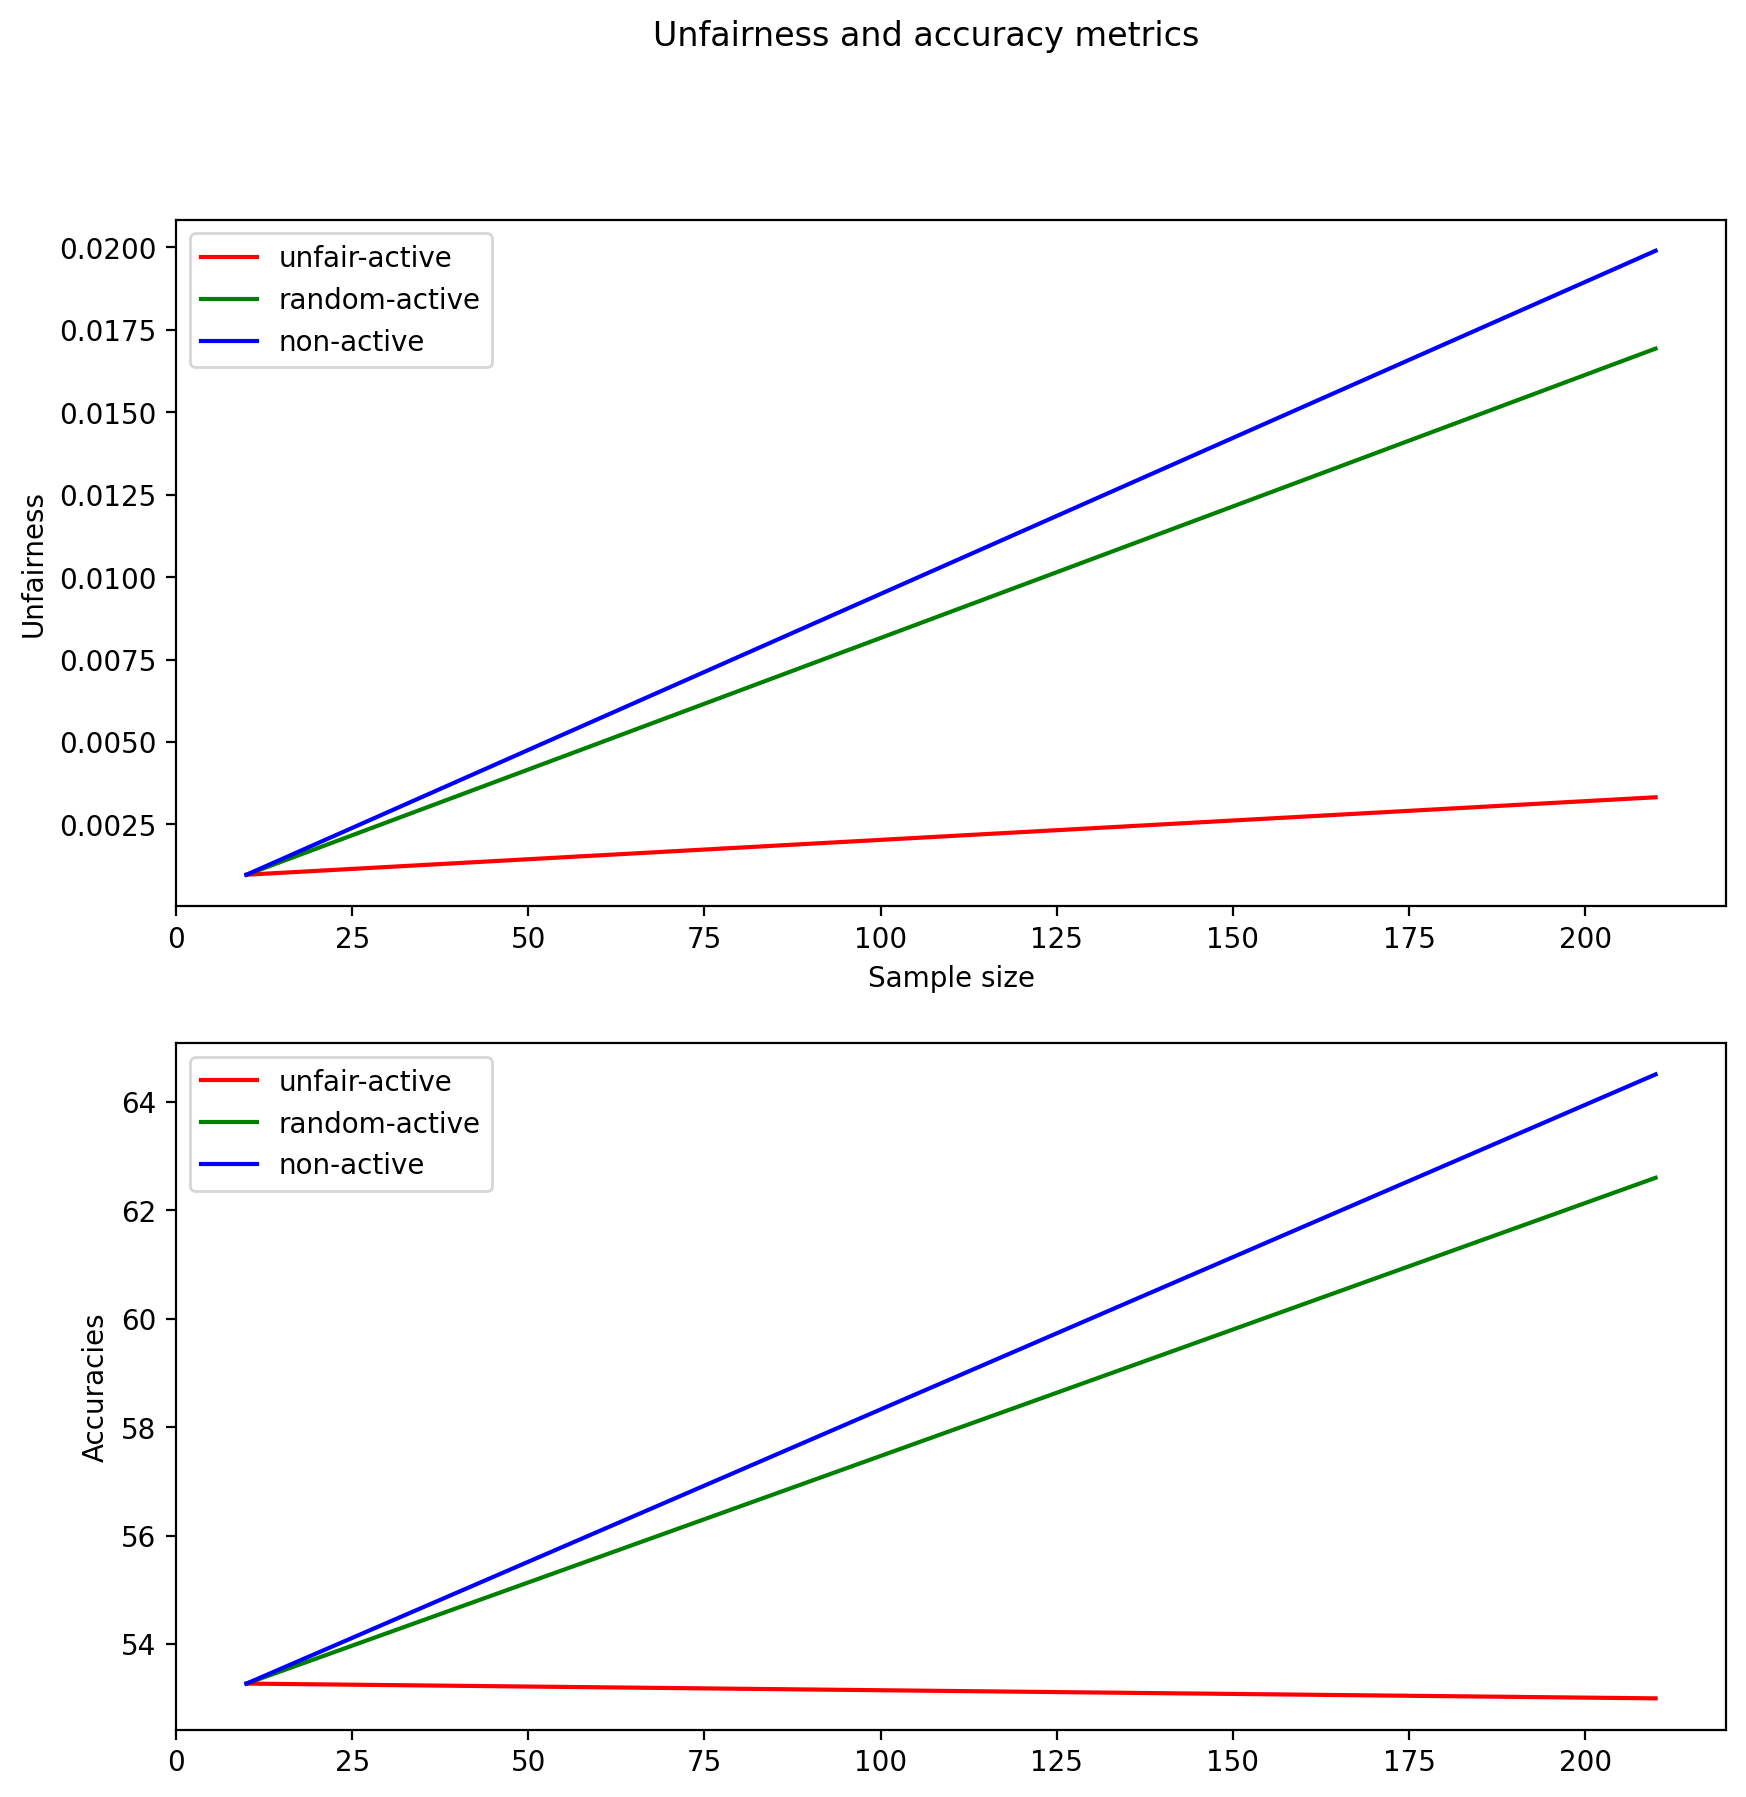 Unfairness and accuracy metrics
0.0200
0.0175
0.0150
0.0125
0.0100
0.0075
0.0050
0.0025
Unfairness
unfair-active
random-active
non-active
0 25 50 75 100 125 150 175 200
Sample size
64
62
60
58
56
54
Accuracies
unfair-active
random-active
non-active
0 25 50 75 100 125 150 175 200